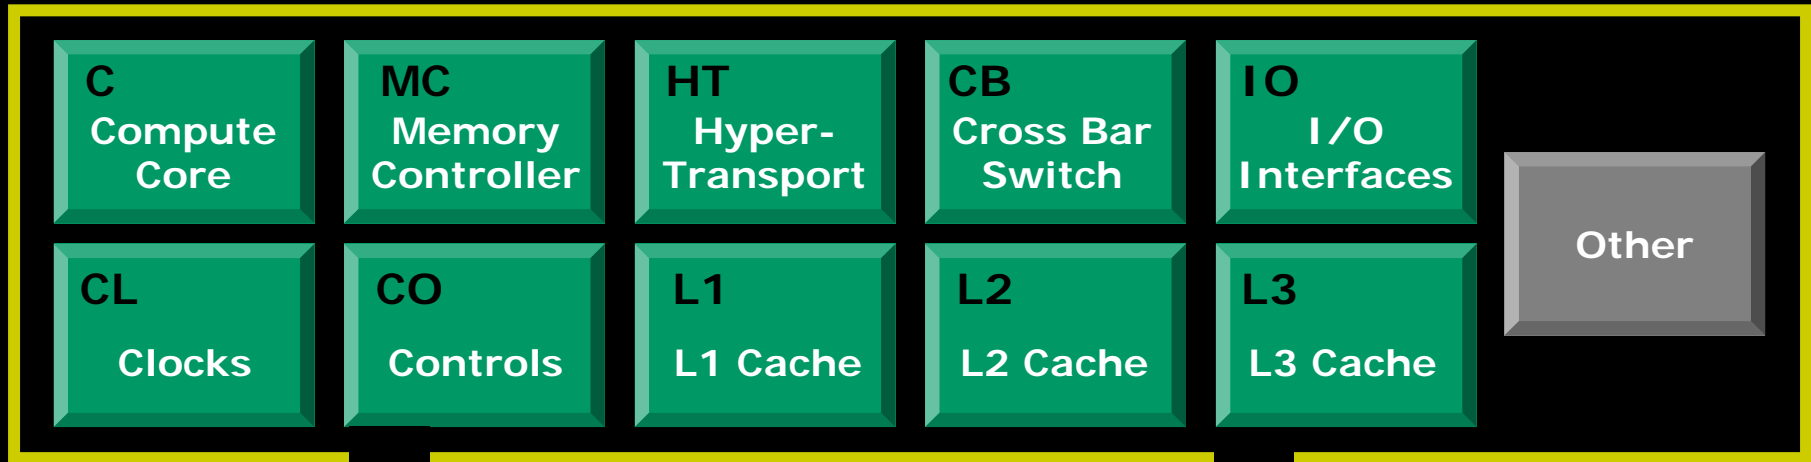 C
Compute
Core
MC
Memory
Controller
HT
Hyper-
Transport
CB
Cross Bar
Switch
IO
I/O
Interfaces
Other
CL
Clocks
CO
Controls
L1
L1 Cache
L2
L2 Cache
L3
L3 Cache